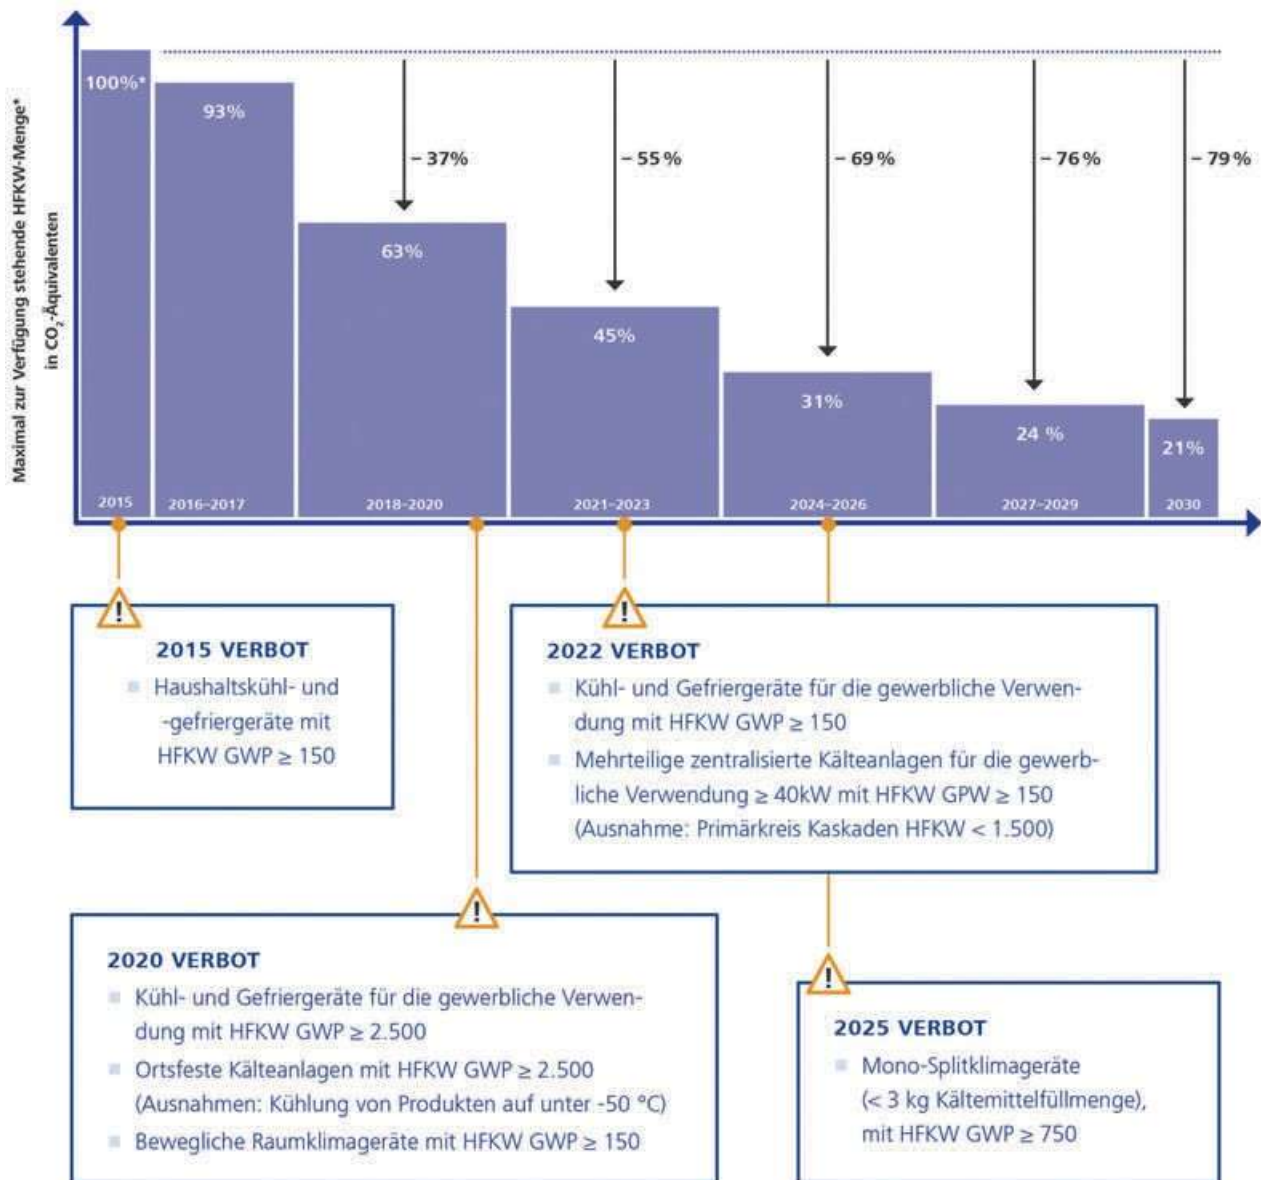 Maximal zur Verfügung stehende HFKW-Menge*
in CO₂-Äquivalenten
100%*
93%
63%
45%
31%
24 %
21%
– 37%
– 55 %
– 69 %
– 76 %
– 79 %
2015
2016–2017
2018–2020
2021–2023
2024–2026
2027–2029
2030
!
2015 VERBOT
Haushaltskühl- und
-gefriergeräte mit
HFKW GWP ≥ 150
!
2022 VERBOT
Kühl- und Gefriergeräte für die gewerbliche Verwen-
dung mit HFKW GWP ≥ 150
Mehrteilige zentralisierte Kälteanlagen für die gewerb-
liche Verwendung ≥ 40kW mit HFKW GPW ≥ 150
(Ausnahme: Primärkreis Kaskaden HFKW < 1.500)
!
2020 VERBOT
Kühl- und Gefriergeräte für die gewerbliche Verwen-
dung mit HFKW GWP ≥ 2.500
Ortsfeste Kälteanlagen mit HFKW GWP ≥ 2.500
(Ausnahmen: Kühlung von Produkten auf unter -50 °C)
Bewegliche Raumklimageräte mit HFKW GWP ≥ 150
!
2025 VERBOT
Mono-Splitklimageräte
(< 3 kg Kältemittelfüllmenge),
mit HFKW GWP ≥ 750